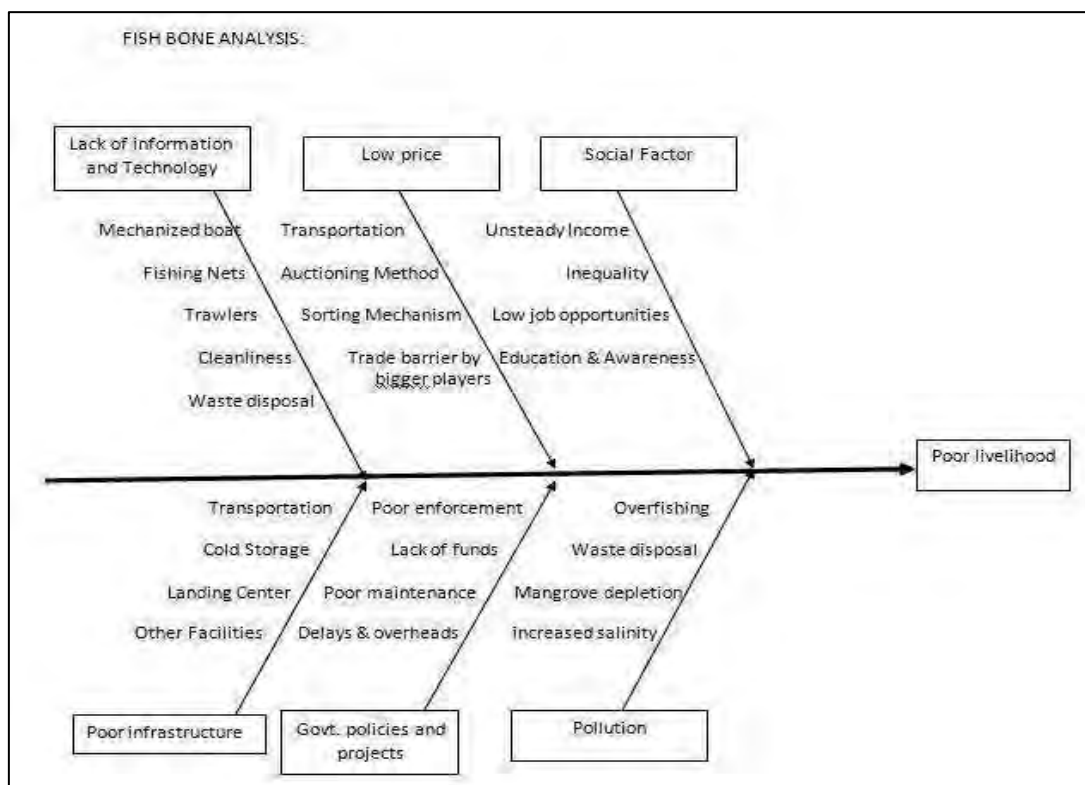 FISH BONE ANALYSIS:
Lack of information
and Technology
Low price
Social Factor
Mechanized boat
Transportation
Unsteady Income
Fishing Nets
Auctioning Method
Inequality
Trawlers
Sorting Mechanism
Low job opportunities
Cleanliness
Trade barrier by
bigger players
Education & Awareness
Waste disposal
Poor livelihood
Transportation
Poor enforcement
Overfishing
Cold Storage
Lack of funds
Waste disposal
Landing Center
Poor maintenance
Mangrove depletion
Other Facilities
Delays & overheads
Increased salinity
Poor infrastructure
Govt. policies and
projects
Pollution